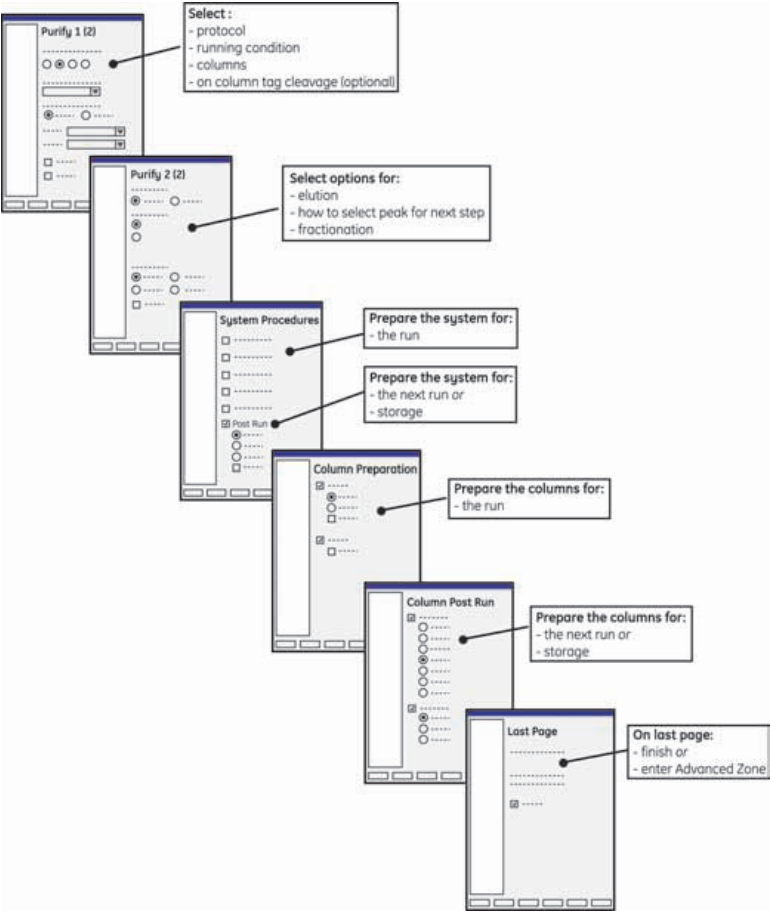 Purify 1 (2)
Select :
- protocol
- running condition
- columns
- on column tag cleavage (optional)
Purify 2 (2)
Select options for:
- elution
- how to select peak for next step
- fractionation
System Procedures
Post Run
Prepare the system for:
- the run
Prepare the system for:
- the next run or
- storage
Column Preparation
Prepare the columns for:
- the run
Column Post Run
Prepare the columns for:
- the next run or
- storage
Last Page
On last page:
- finish or
- enter Advanced Zone